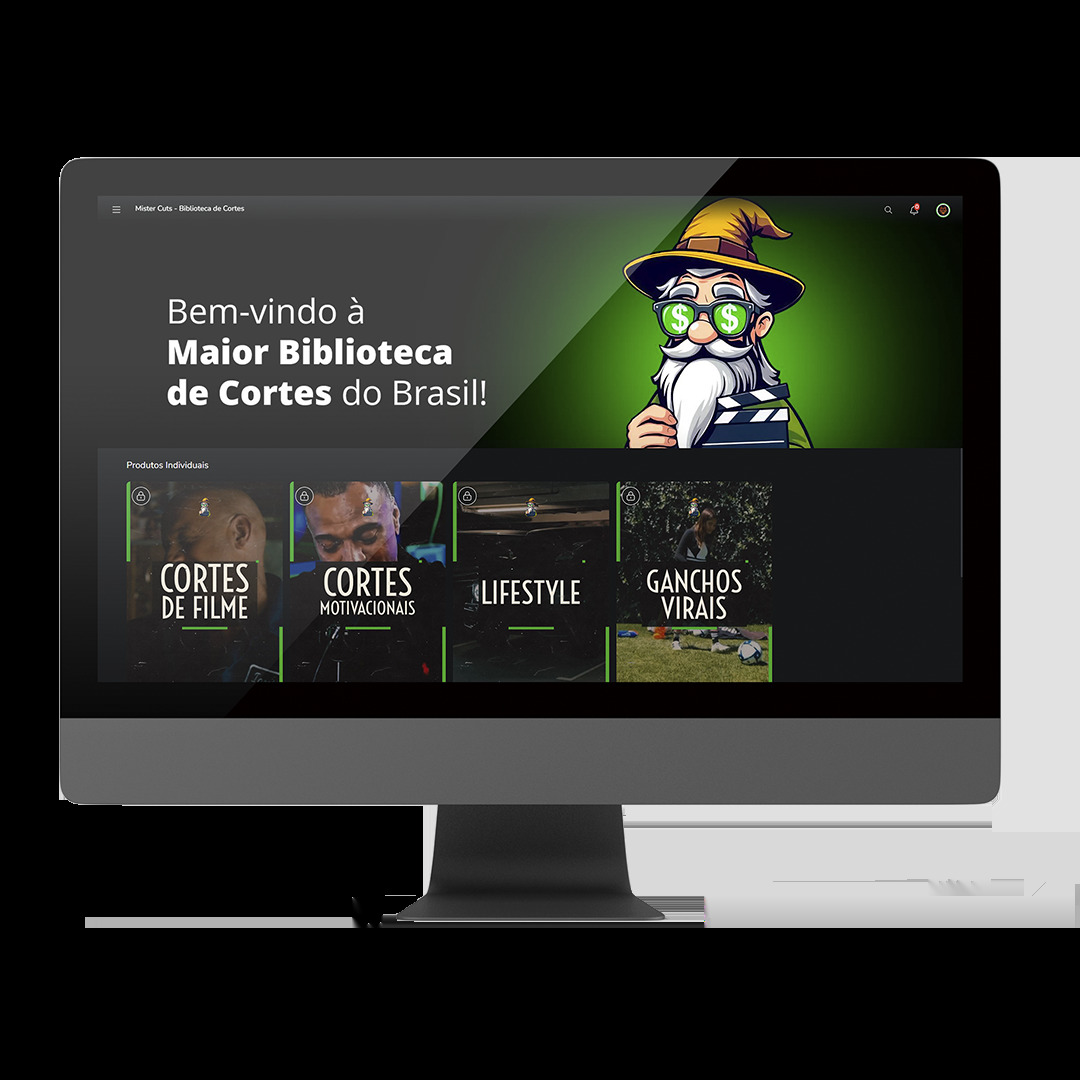 Mister Cuts - Biblioteca de Cortes
Bem-vindo à
Maior Biblioteca
de Cortes do Brasil!
$ $
Produtos Individuais
CORTES
DE FILME
CORTES
MOTIVACIONAIS
LIFESTYLE
GANCHOS
VIRAIS